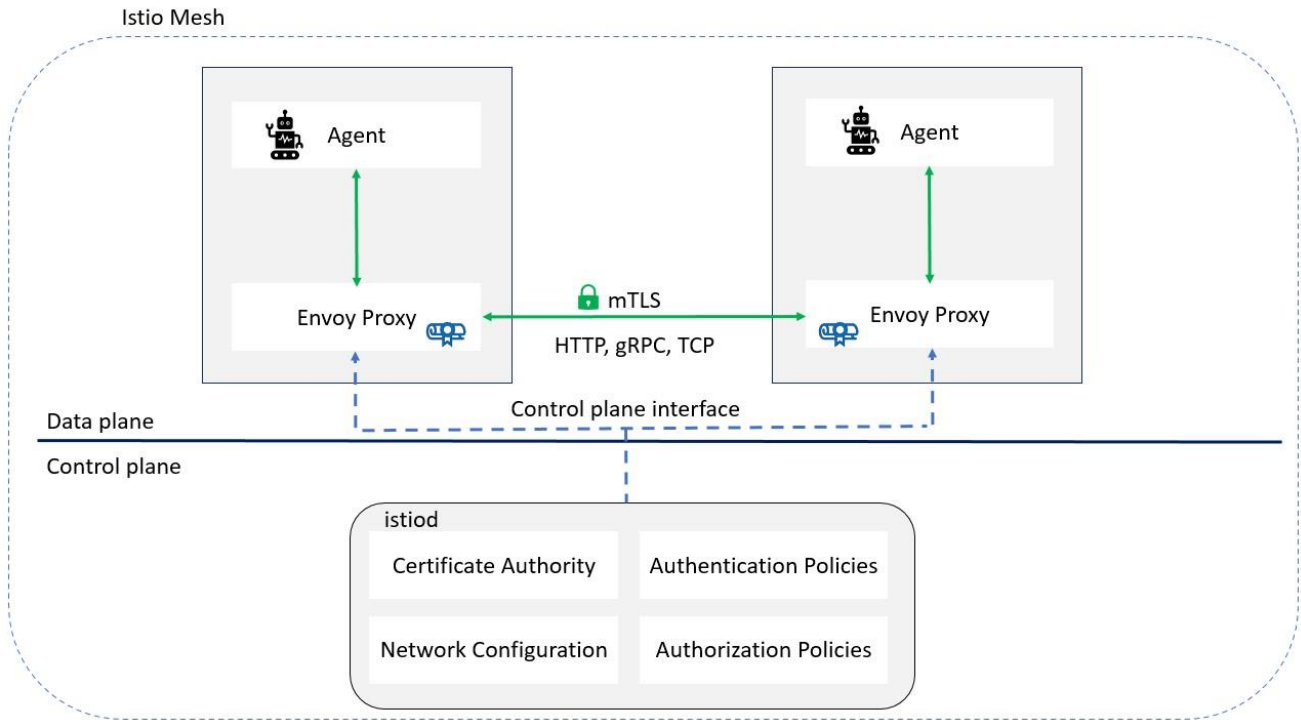 Istio Mesh
Agent
Agent
Envoy Proxy
mTLS
Envoy Proxy
HTTP, gRPC, TCP
Control plane interface
Data plane
Control plane
istiod
Certificate Authority
Authentication Policies
Network Configuration
Authorization Policies